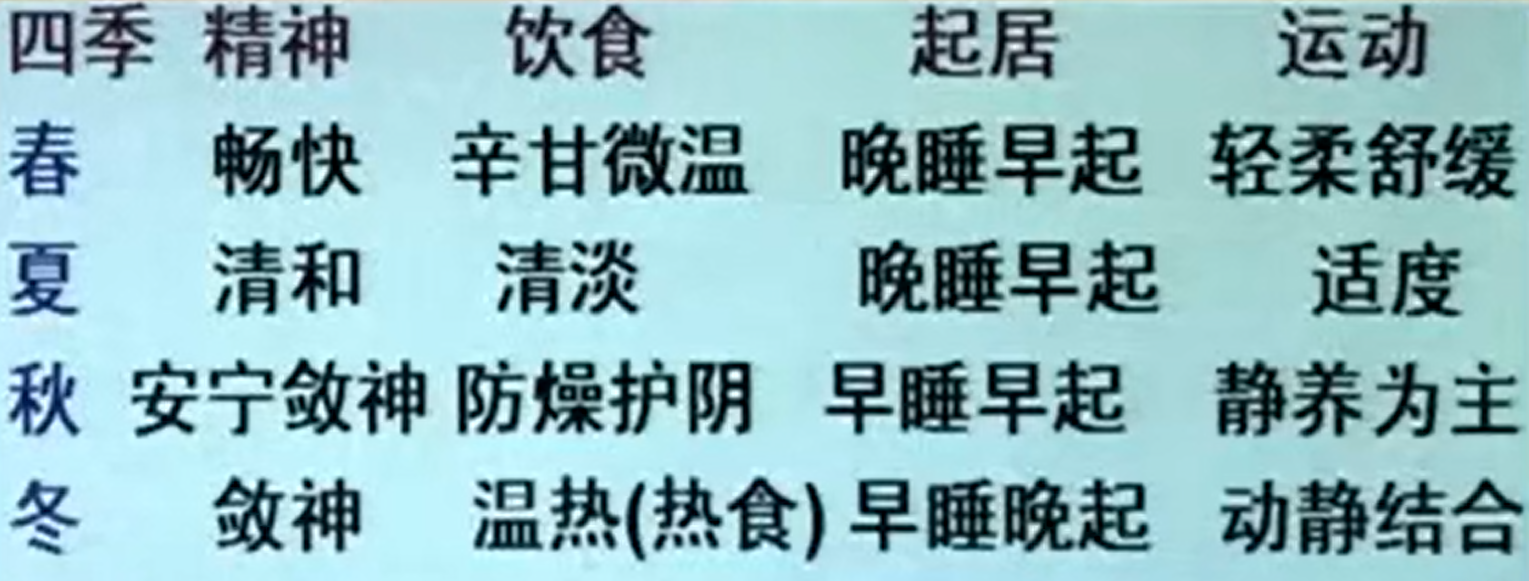 四季 精神 饮食 起居 运动
春 畅快 辛甘微温 晚睡早起 轻柔舒缓
夏 清和 清淡 晚睡早起 适度
秋 安宁敛神 防燥护阴 早睡早起 静养为主
冬 敛神 温热(热食) 早睡晚起 动静结合